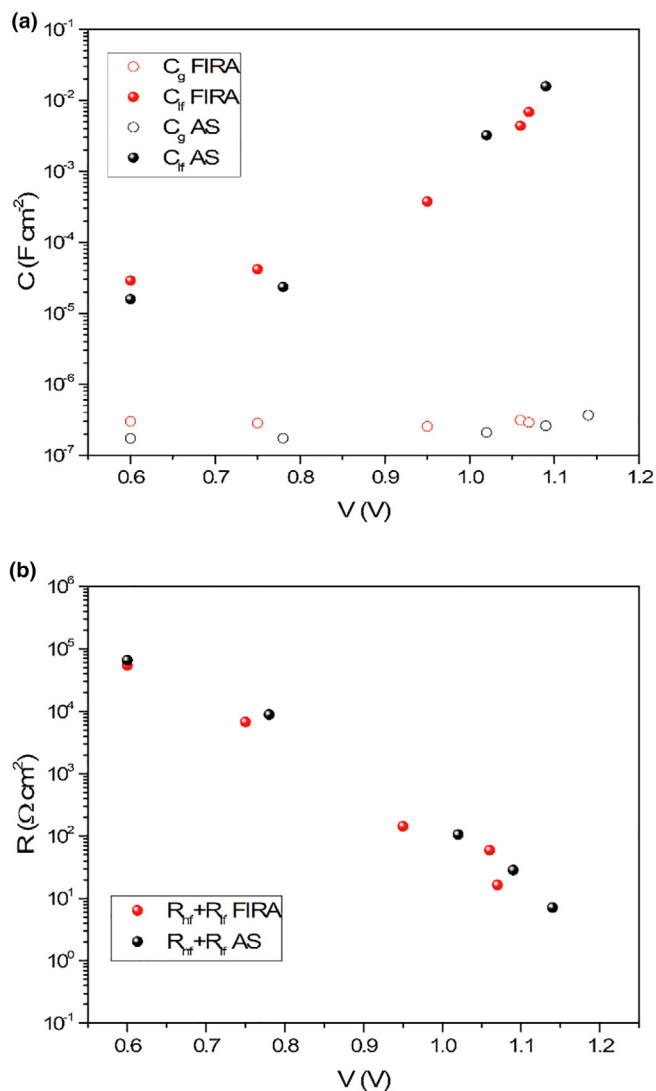 (a)
10⁻¹
C_g FIRA
C_lf FIRA
C_g AS
C_lf AS
10⁻²
10⁻³
10⁻⁴
10⁻⁵
10⁻⁶
10⁻⁷
C (F cm⁻²)
0.6 0.7 0.8 0.9 1.0 1.1 1.2
V (V)
(b)
10⁶
10⁵
10⁴
10³
10²
10¹
10⁰
10⁻¹
R (Ω cm²)
R_hf+R_lf FIRA
R_hf+R_lf AS
0.6 0.7 0.8 0.9 1.0 1.1 1.2
V (V)